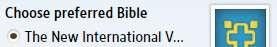 Choose preferred Bible
The New International V...